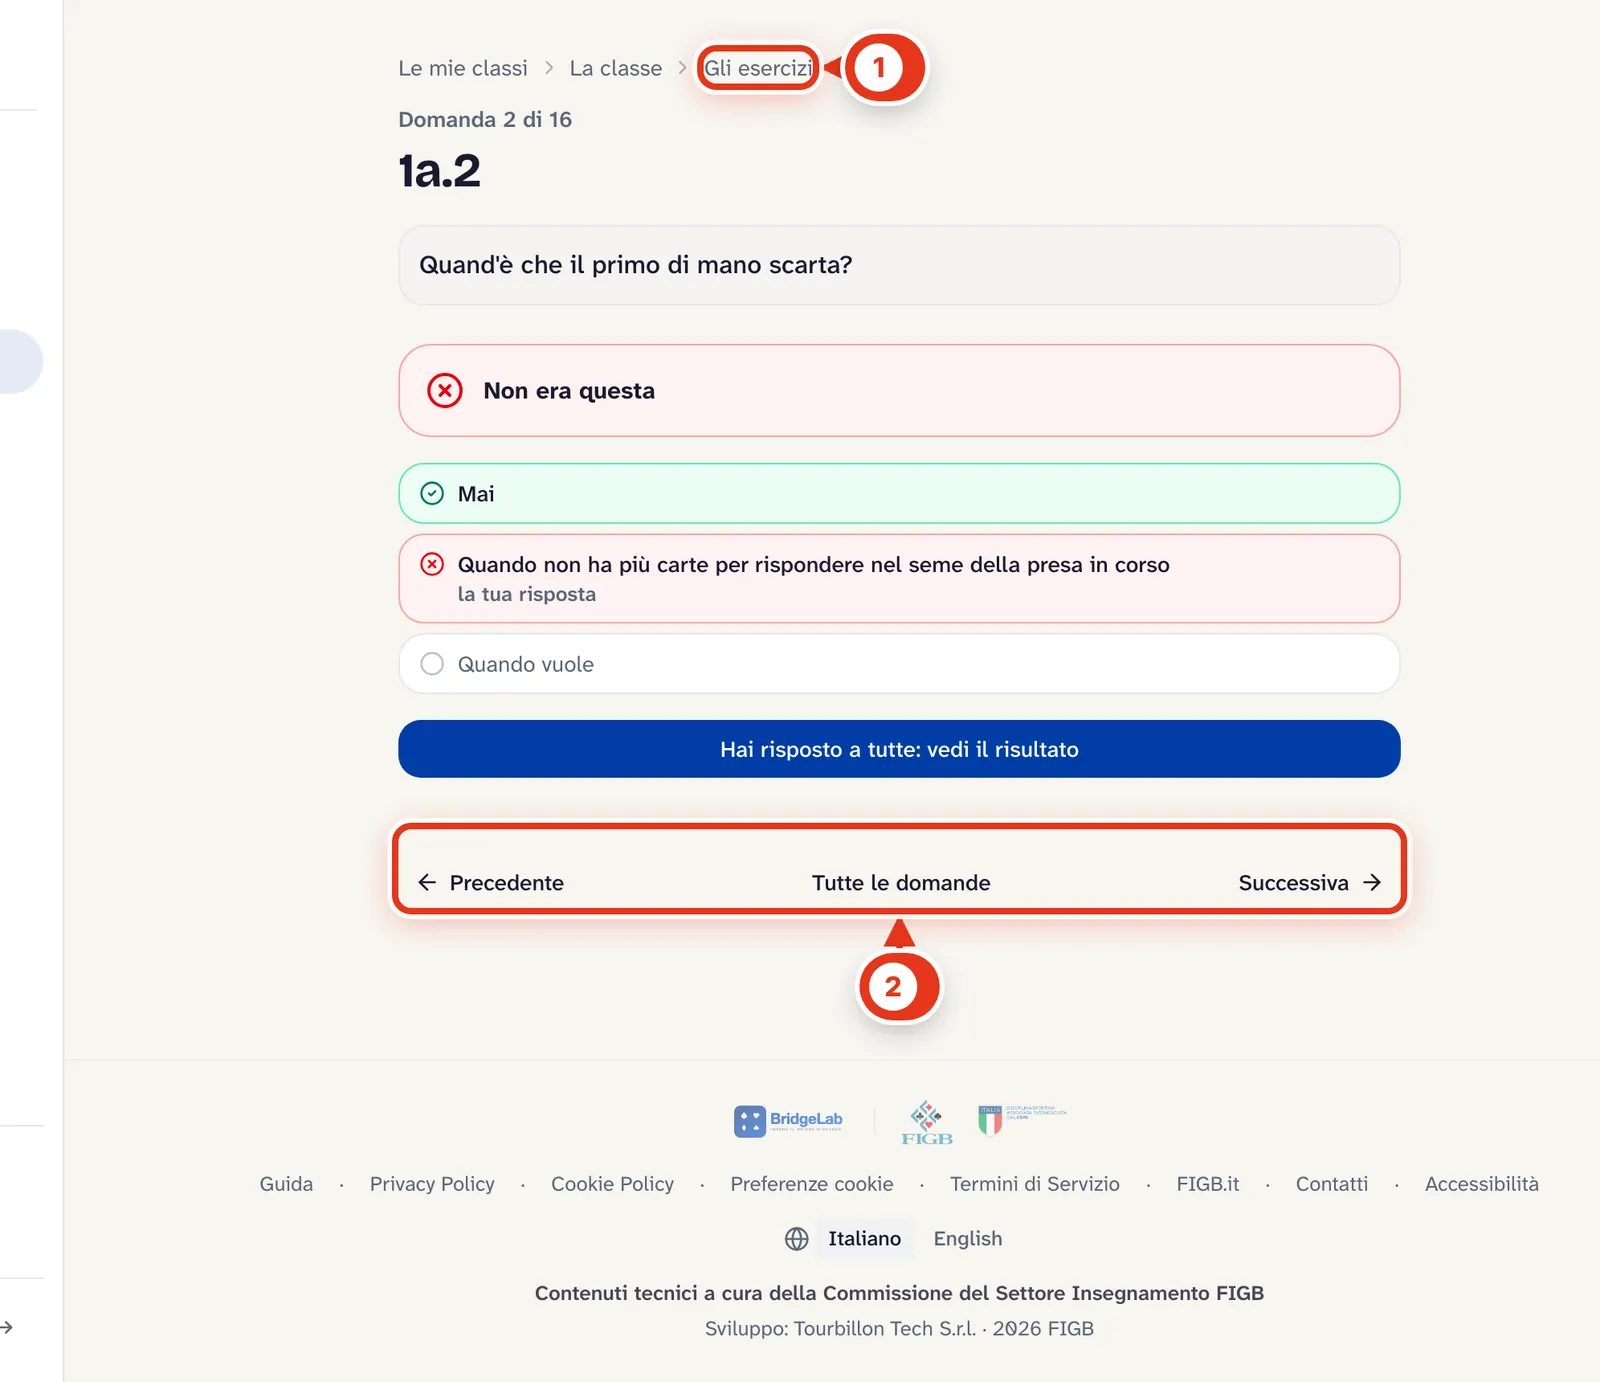 Le mie classi > La classe > Gli esercizi
1
Domanda 2 di 16
1a.2
Quand'è che il primo di mano scarta?
Non era questa
Mai
Quando non ha più carte per rispondere nel seme della presa in corso
la tua risposta
Quando vuole
Hai risposto a tutte: vedi il risultato
← Precedente
Tutte le domande
Successiva →
2
BridgeLab
FIGB
ITALIA
Guida · Privacy Policy · Cookie Policy · Preferenze cookie · Termini di Servizio · FIGB.it · Contatti · Accessibilità
Italiano English
Contenuti tecnici a cura della Commissione del Settore Insegnamento FIGB
Sviluppo: Tourbillon Tech S.r.l. · 2026 FIGB